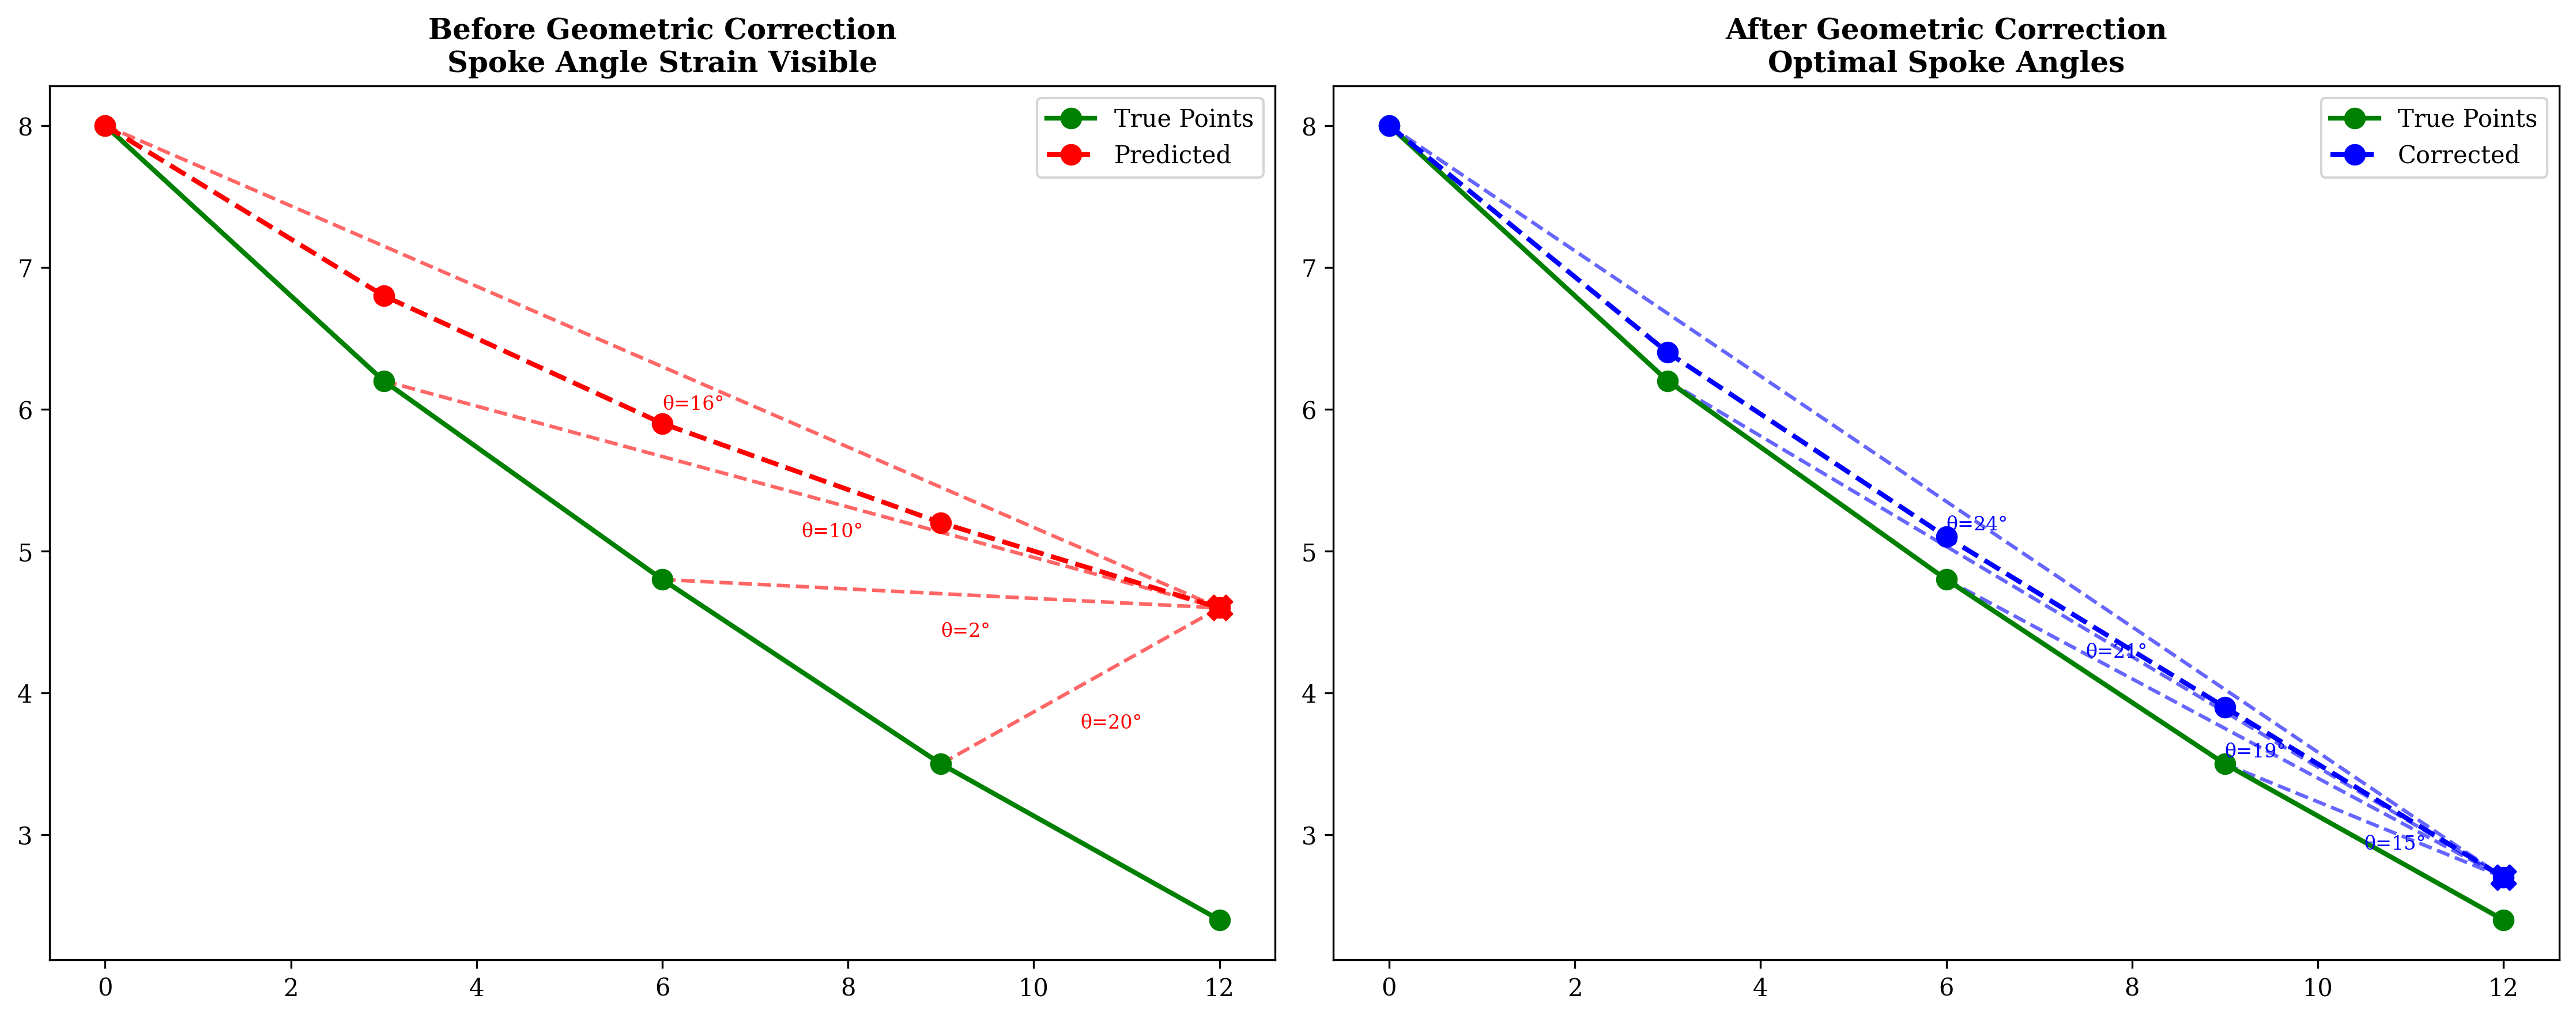 Before Geometric Correction
Spoke Angle Strain Visible
True Points
Predicted
8
7
6
5
4
3
θ=16°
θ=10°
θ=2°
θ=20°
0
2
4
6
8
10
12
After Geometric Correction
Optimal Spoke Angles
True Points
Corrected
8
7
6
5
4
3
θ=24°
θ=21°
θ=19°
θ=15°
0
2
4
6
8
10
12